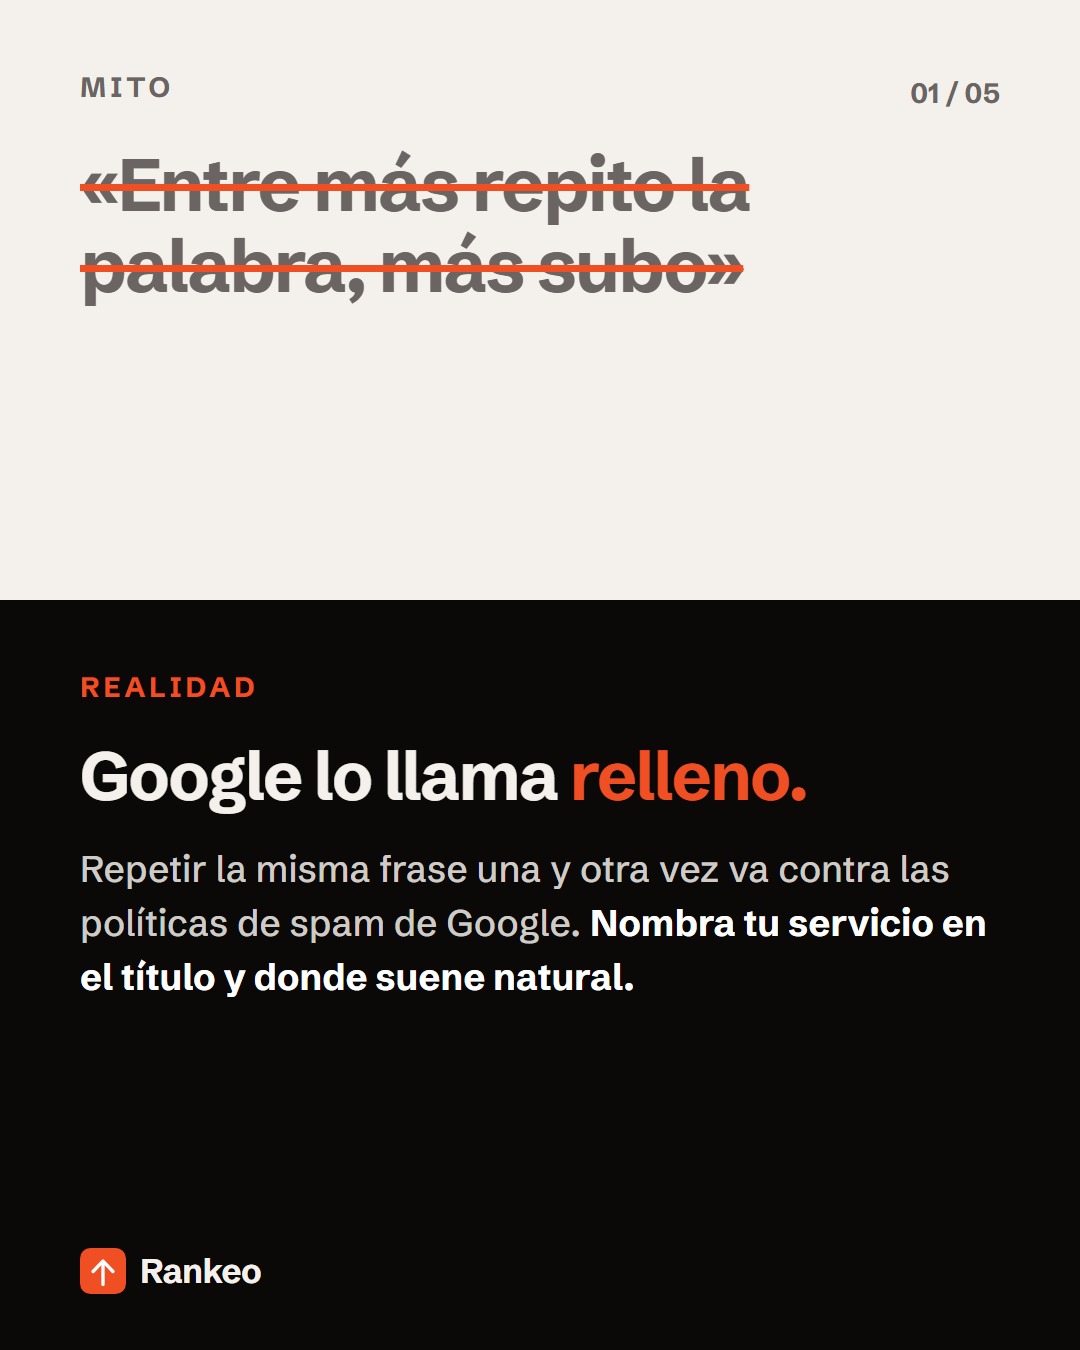 MITO
01 / 05
«Entre más repito la
palabra, más subo»
REALIDAD
Google lo llama relleno.
Repetir la misma frase una y otra vez va contra las
políticas de spam de Google. Nombra tu servicio en
el título y donde suene natural.
Rankeo